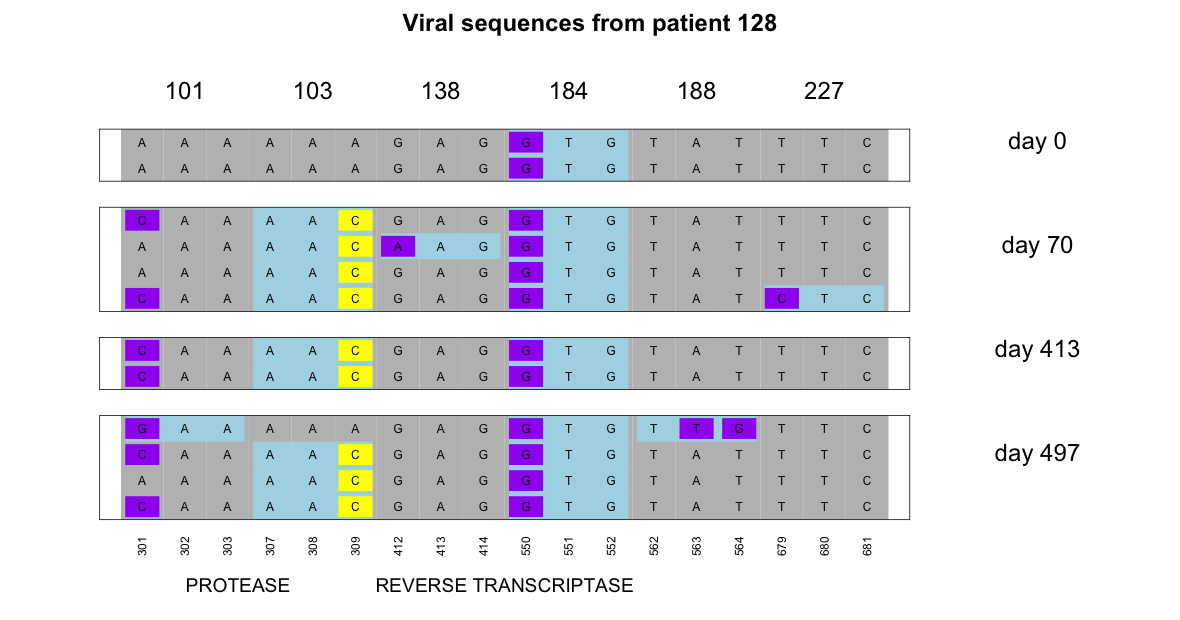 Viral sequences from patient 128
101 103 138 184 188 227
A A A A A A G A G G T G T A T T T C
day 0
A A A A A A G A G G T G T A T T T C
C A A A A C G A G G T G T A T T T C
A A A A A C A A G G T G T A T T T C
day 70
A A A A A C G A G G T G T A T T T C
C A A A A C G A G G T G T A T C T C
C A A A A C G A G G T G T A T T T C
day 413
C A A A A C G A G G T G T A T T T C
G A A A A A G A G G T G T T G T T C
C A A A A C G A G G T G T A T T T C
day 497
A A A A A C G A G G T G T A T T T C
C A A A A C G A G G T G T A T T T C
301 302 303 307 308 309 412 413 414 550 551 552 562 563 564 679 680 681
PROTEASE REVERSE TRANSCRIPTASE